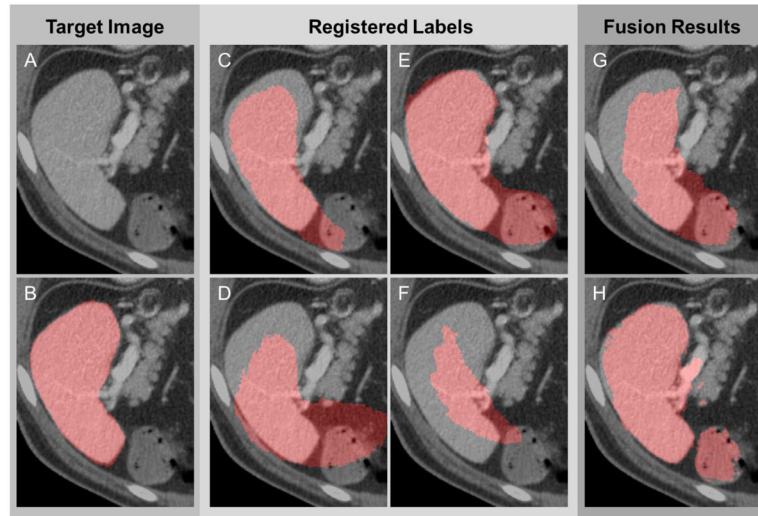 Target Image
Registered Labels
Fusion Results
A
C
E
G
B
D
F
H